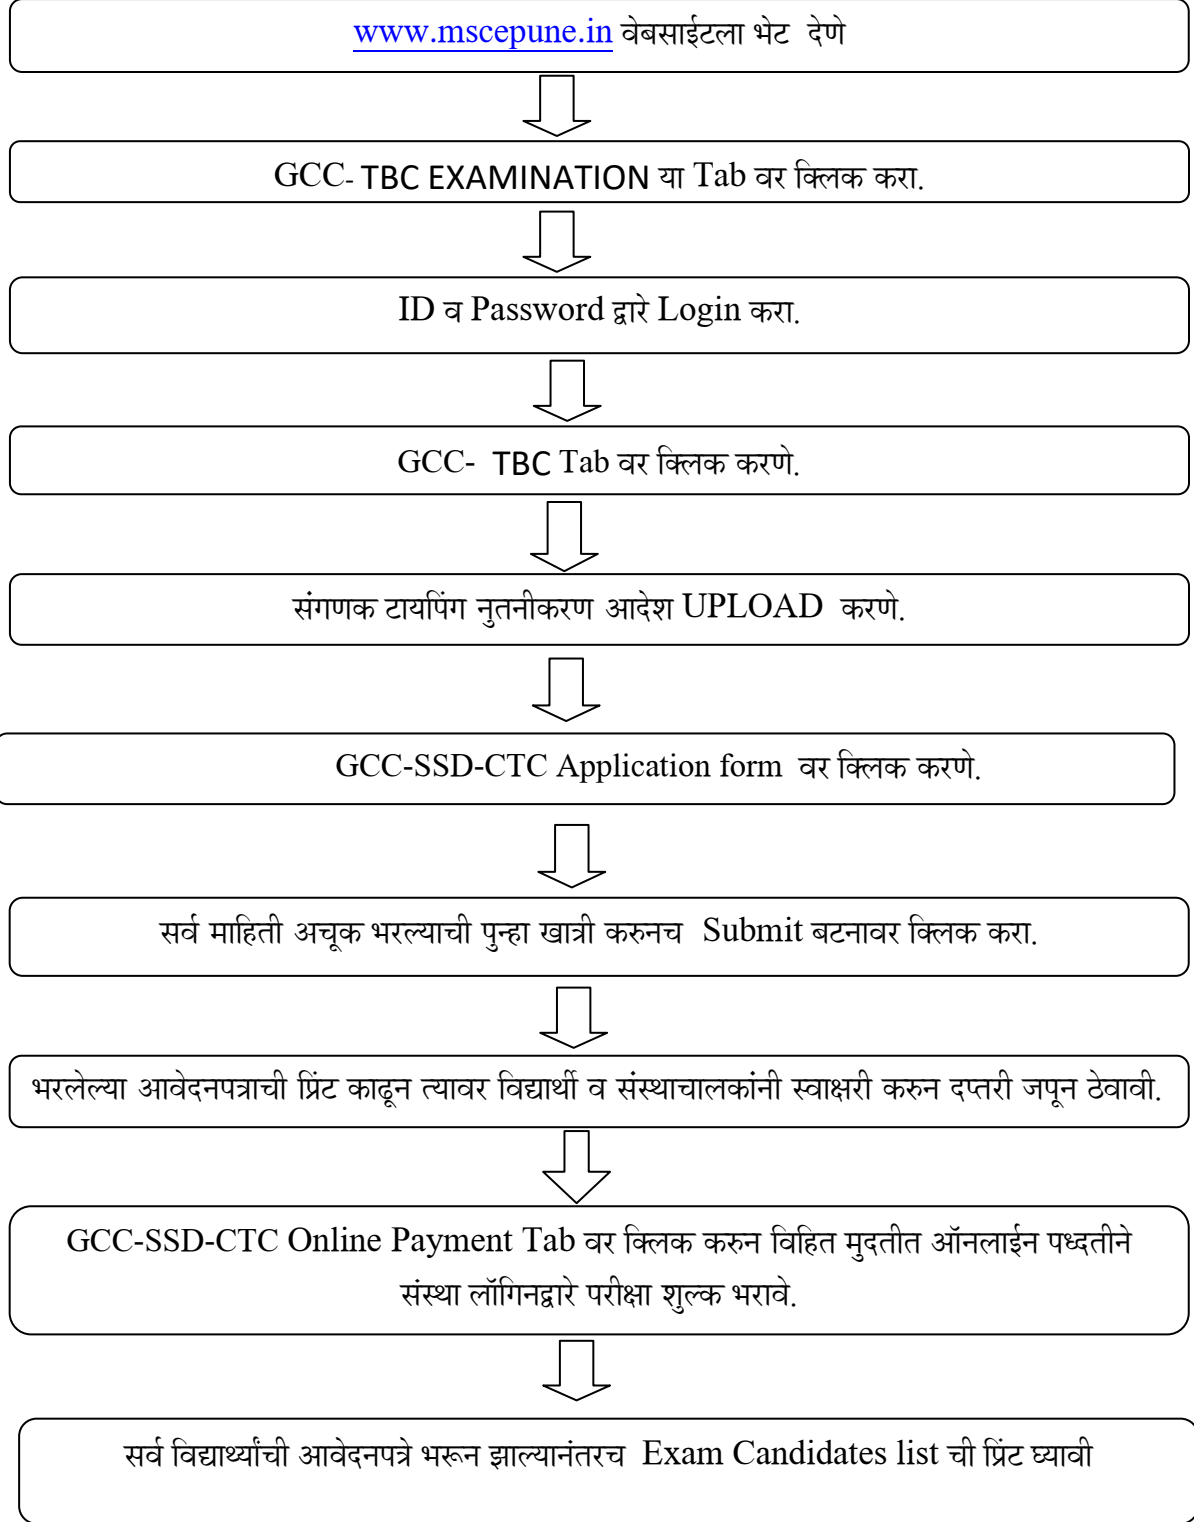 www.mscepune.in वेबसाईटला भेट देणे
GCC- TBC EXAMINATION या Tab वर क्लिक करा.
ID व Password द्वारे Login करा.
GCC- TBC Tab वर क्लिक करणे.
संगणक टायपिंग नुतनीकरण आदेश UPLOAD करणे.
GCC-SSD-CTC Application form वर क्लिक करणे.
सर्व माहिती अचूक भरल्याची पुन्हा खात्री करुनच Submit बटनावर क्लिक करा.
भरलेल्या आवेदनपत्राची प्रिंट काढून त्यावर विद्यार्थी व संस्थाचालकांनी स्वाक्षरी करुन दप्तरी जपून ठेवावी.
GCC-SSD-CTC Online Payment Tab वर क्लिक करुन विहित मुदतीत ऑनलाईन पध्दतीने
संस्था लॉगिनद्वारे परीक्षा शुल्क भरावे.
सर्व विद्यार्थ्यांची आवेदनपत्रे भरून झाल्यानंतरच Exam Candidates list ची प्रिंट घ्यावी